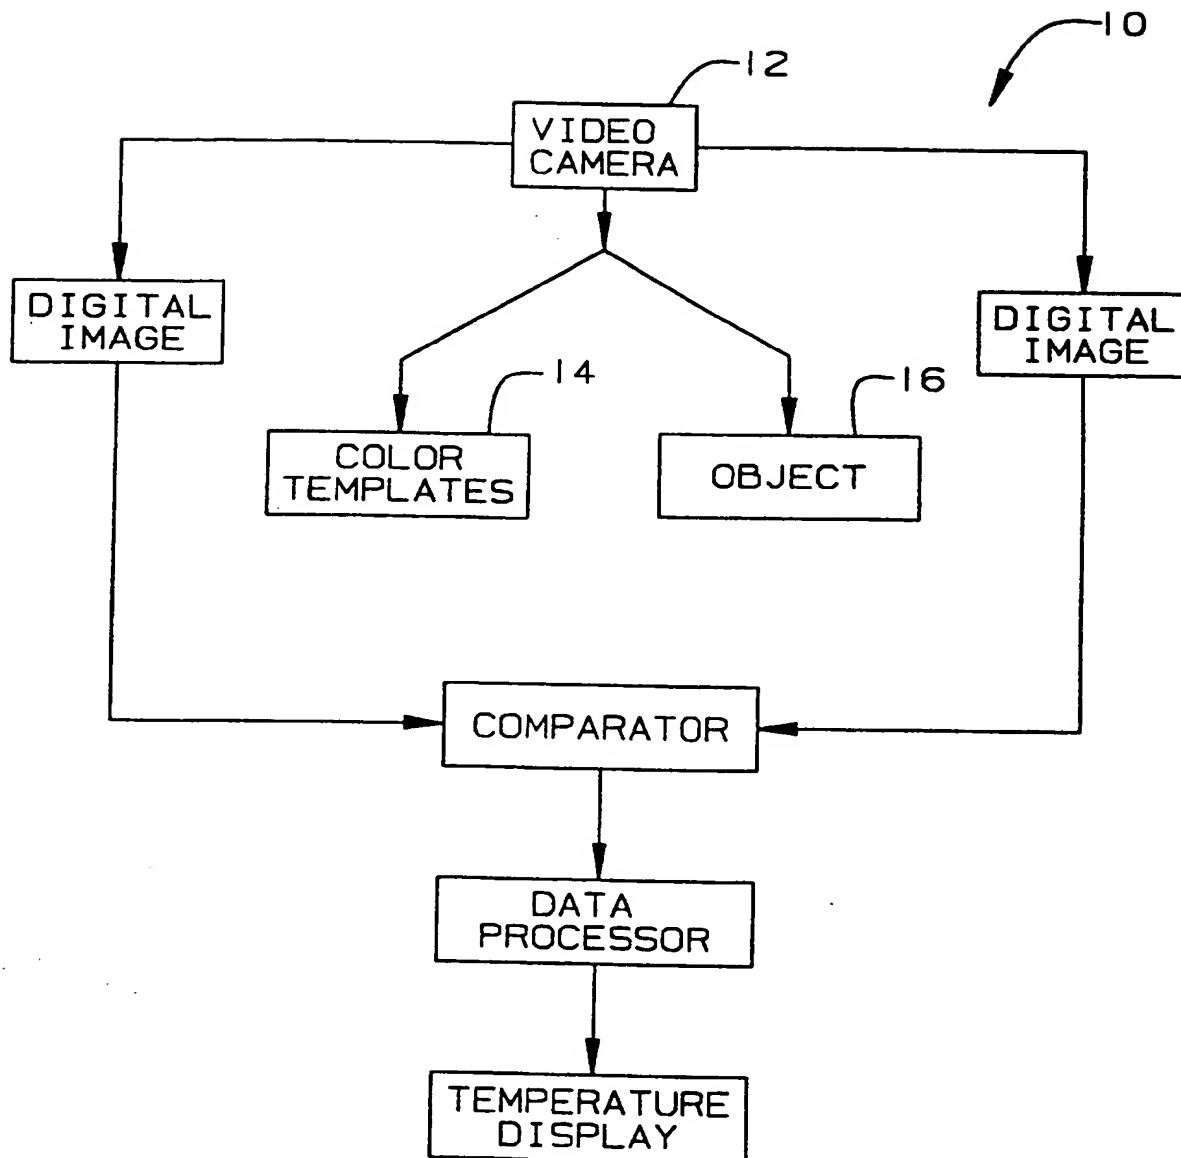 10
12
VIDEO
CAMERA
DIGITAL
IMAGE
DIGITAL
IMAGE
14
16
COLOR
TEMPLATES
OBJECT
COMPARATOR
DATA
PROCESSOR
TEMPERATURE
DISPLAY